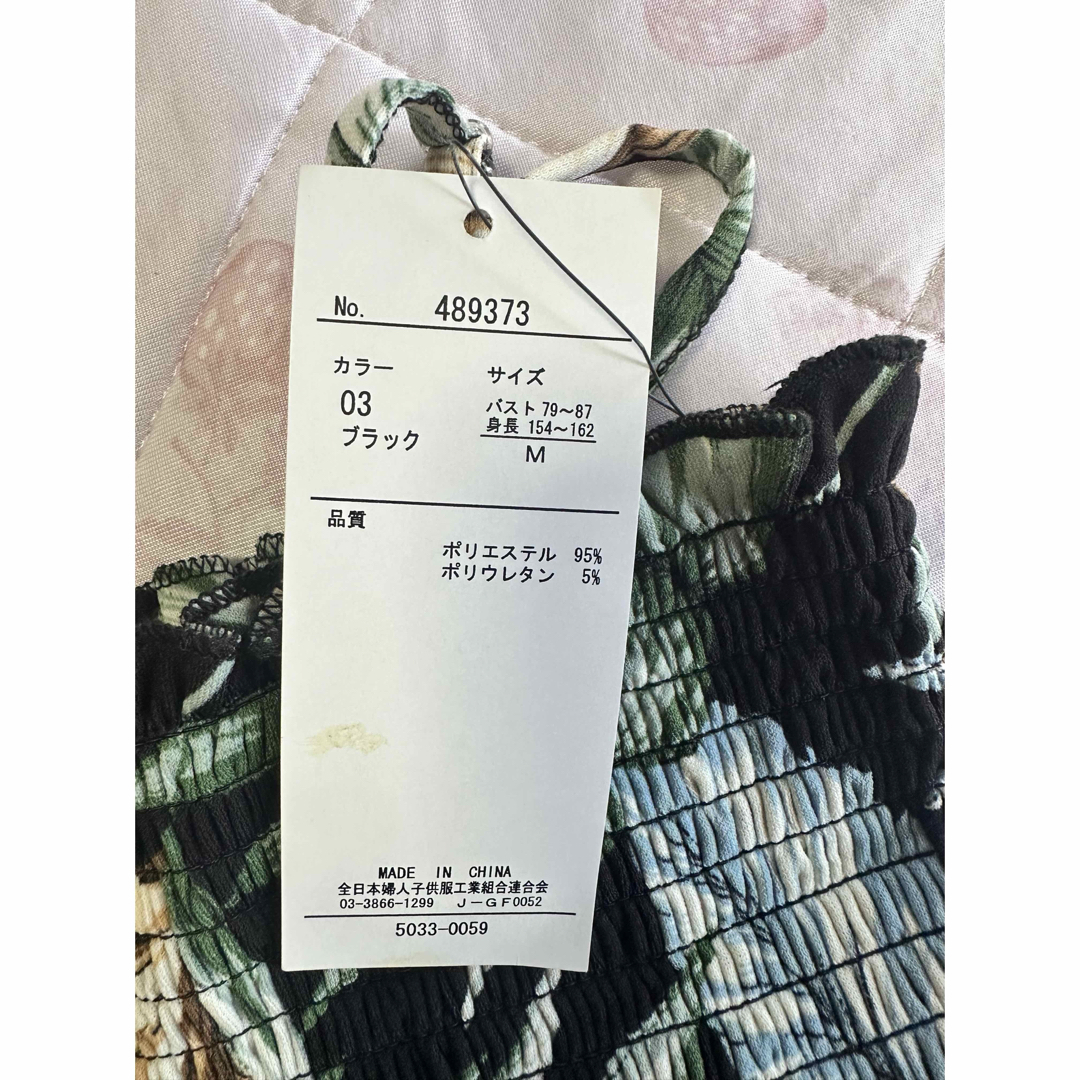 No. 489373
カラー
03
ブラック
サイズ
バスト 79〜87
身長 154〜162
M
品質
ポリエステル 95%
ポリウレタン 5%
MADE IN CHINA
全日本婦人子供服工業組合連合会
03-3866-1299 J-GF0052
5033-0059